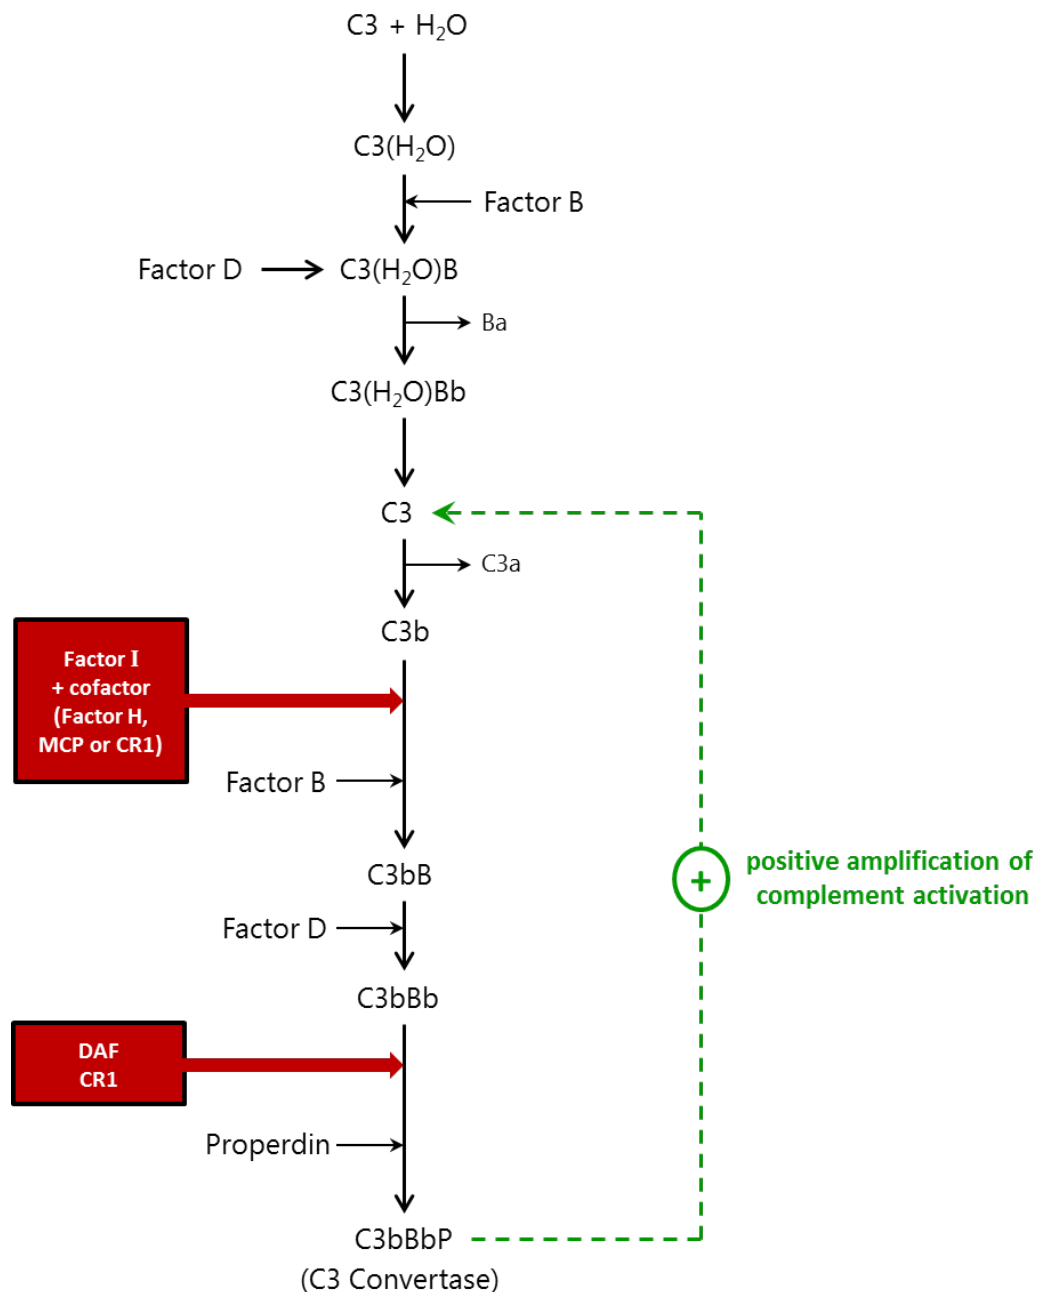 C3 + H₂O
C3(H₂O)
Factor B
Factor D
C3(H₂O)B
Ba
C3(H₂O)Bb
C3
C3a
C3b
Factor I
+ cofactor
(Factor H,
MCP or CR1)
Factor B
C3bB
positive amplification of
complement activation
+
Factor D
C3bBb
DAF
CR1
Properdin
C3bBbP
(C3 Convertase)